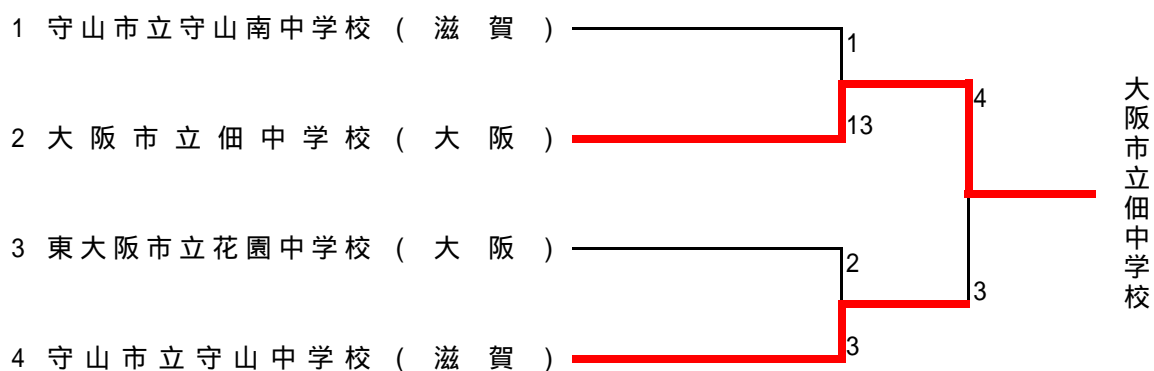 1 守山市立守山南中学校 ( 滋 賀 )
1
4
2 大阪市立佃中学校 ( 大 阪 )
13
大阪市立佃中学校
3 東大阪市立花園中学校 ( 大 阪 )
2
3
4 守山市立守山中学校 ( 滋 賀 )
3